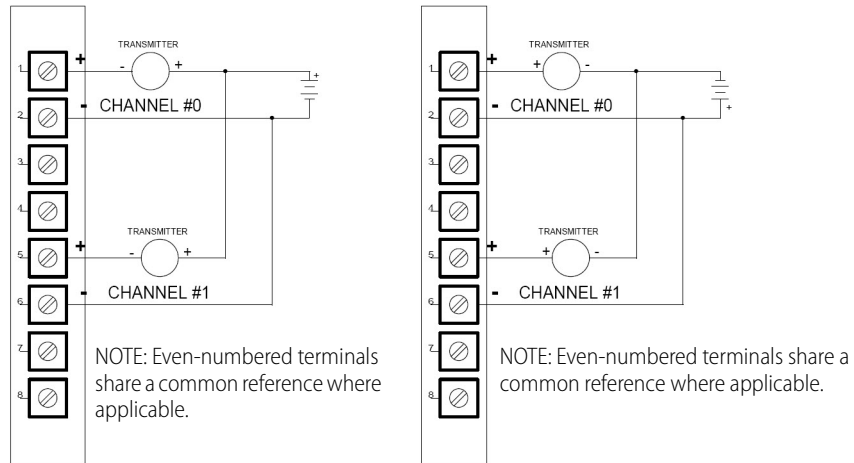 TRANSMITTER
1 + - + +
2 - CHANNEL #0
3
4
TRANSMITTER
5 + - +
6 - CHANNEL #1
7
8
NOTE: Even-numbered terminals
share a common reference where
applicable.
TRANSMITTER
1 + + -
2 - CHANNEL #0 +
3
4
TRANSMITTER
5 + + -
6 - CHANNEL #1
7
8
NOTE: Even-numbered terminals share a
common reference where applicable.